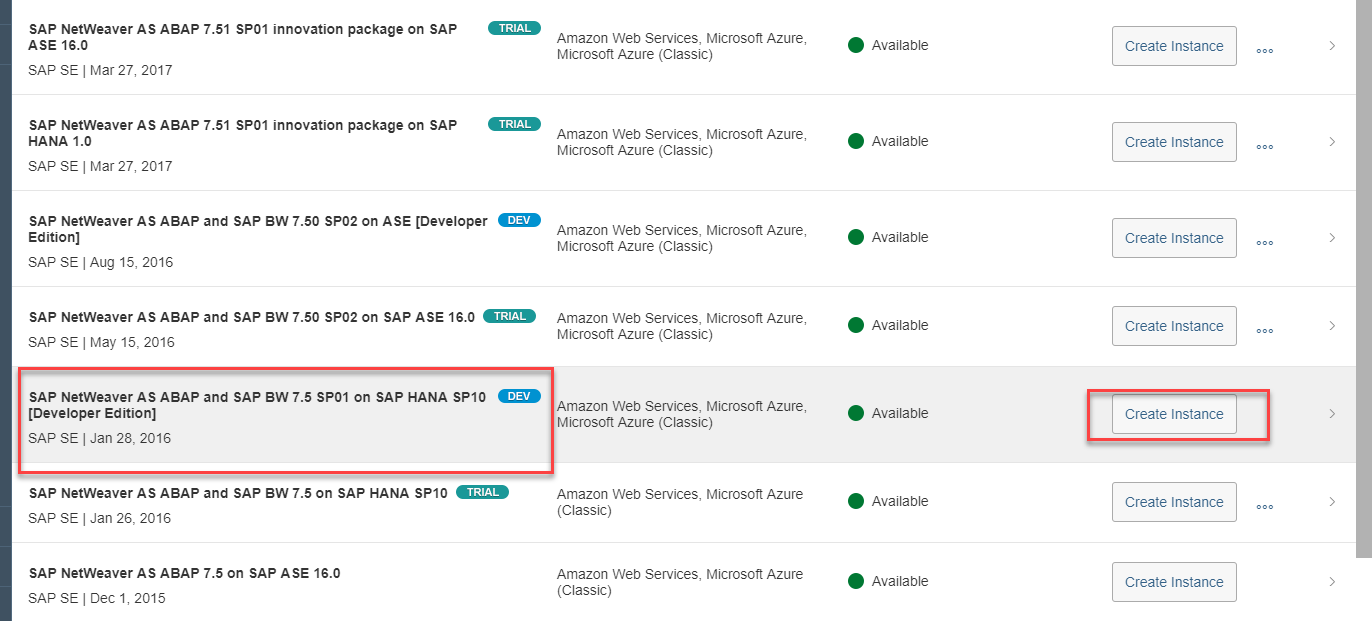 SAP NetWeaver AS ABAP 7.51 SP01 innovation package on SAP TRIAL
ASE 16.0
SAP SE | Mar 27, 2017
Amazon Web Services, Microsoft Azure,
Microsoft Azure (Classic)
Available
Create Instance
SAP NetWeaver AS ABAP 7.51 SP01 innovation package on SAP TRIAL
HANA 1.0
SAP SE | Mar 27, 2017
Amazon Web Services, Microsoft Azure,
Microsoft Azure (Classic)
Available
Create Instance
SAP NetWeaver AS ABAP and SAP BW 7.50 SP02 on ASE [Developer DEV
Edition]
SAP SE | Aug 15, 2016
Amazon Web Services, Microsoft Azure,
Microsoft Azure (Classic)
Available
Create Instance
SAP NetWeaver AS ABAP and SAP BW 7.50 SP02 on SAP ASE 16.0 TRIAL
SAP SE | May 15, 2016
Amazon Web Services, Microsoft Azure,
Microsoft Azure (Classic)
Available
Create Instance
SAP NetWeaver AS ABAP and SAP BW 7.5 SP01 on SAP HANA SP10 DEV
[Developer Edition]
SAP SE | Jan 28, 2016
Amazon Web Services, Microsoft Azure,
Microsoft Azure (Classic)
Available
Create Instance
SAP NetWeaver AS ABAP and SAP BW 7.5 on SAP HANA SP10 TRIAL
SAP SE | Jan 26, 2016
Amazon Web Services, Microsoft Azure
(Classic)
Available
Create Instance
SAP NetWeaver AS ABAP 7.5 on SAP ASE 16.0
SAP SE | Dec 1, 2015
Amazon Web Services, Microsoft Azure
(Classic)
Available
Create Instance